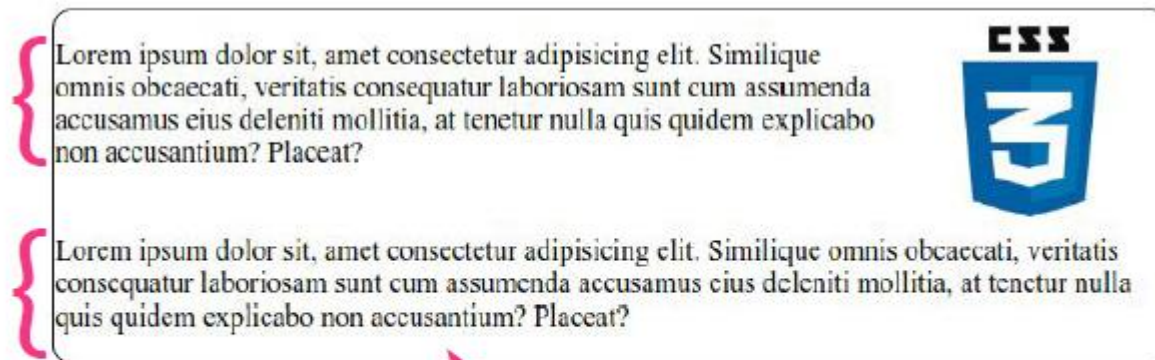 CSS
3
Lorem ipsum dolor sit, amet consectetur adipisicing elit. Similique
omnis obcaecati, veritatis consequatur laboriosam sunt cum assumenda
accusamus eius deleniti mollitia, at tenetur nulla quis quidem explicabo
non accusantium? Placeat?
Lorem ipsum dolor sit, amet consectetur adipisicing elit. Similique omnis obcaecati, veritatis
consequatur laboriosam sunt cum assumenda accusamus eius deleniti mollitia, at tenetur nulla
quis quidem explicabo non accusantium? Placeat?